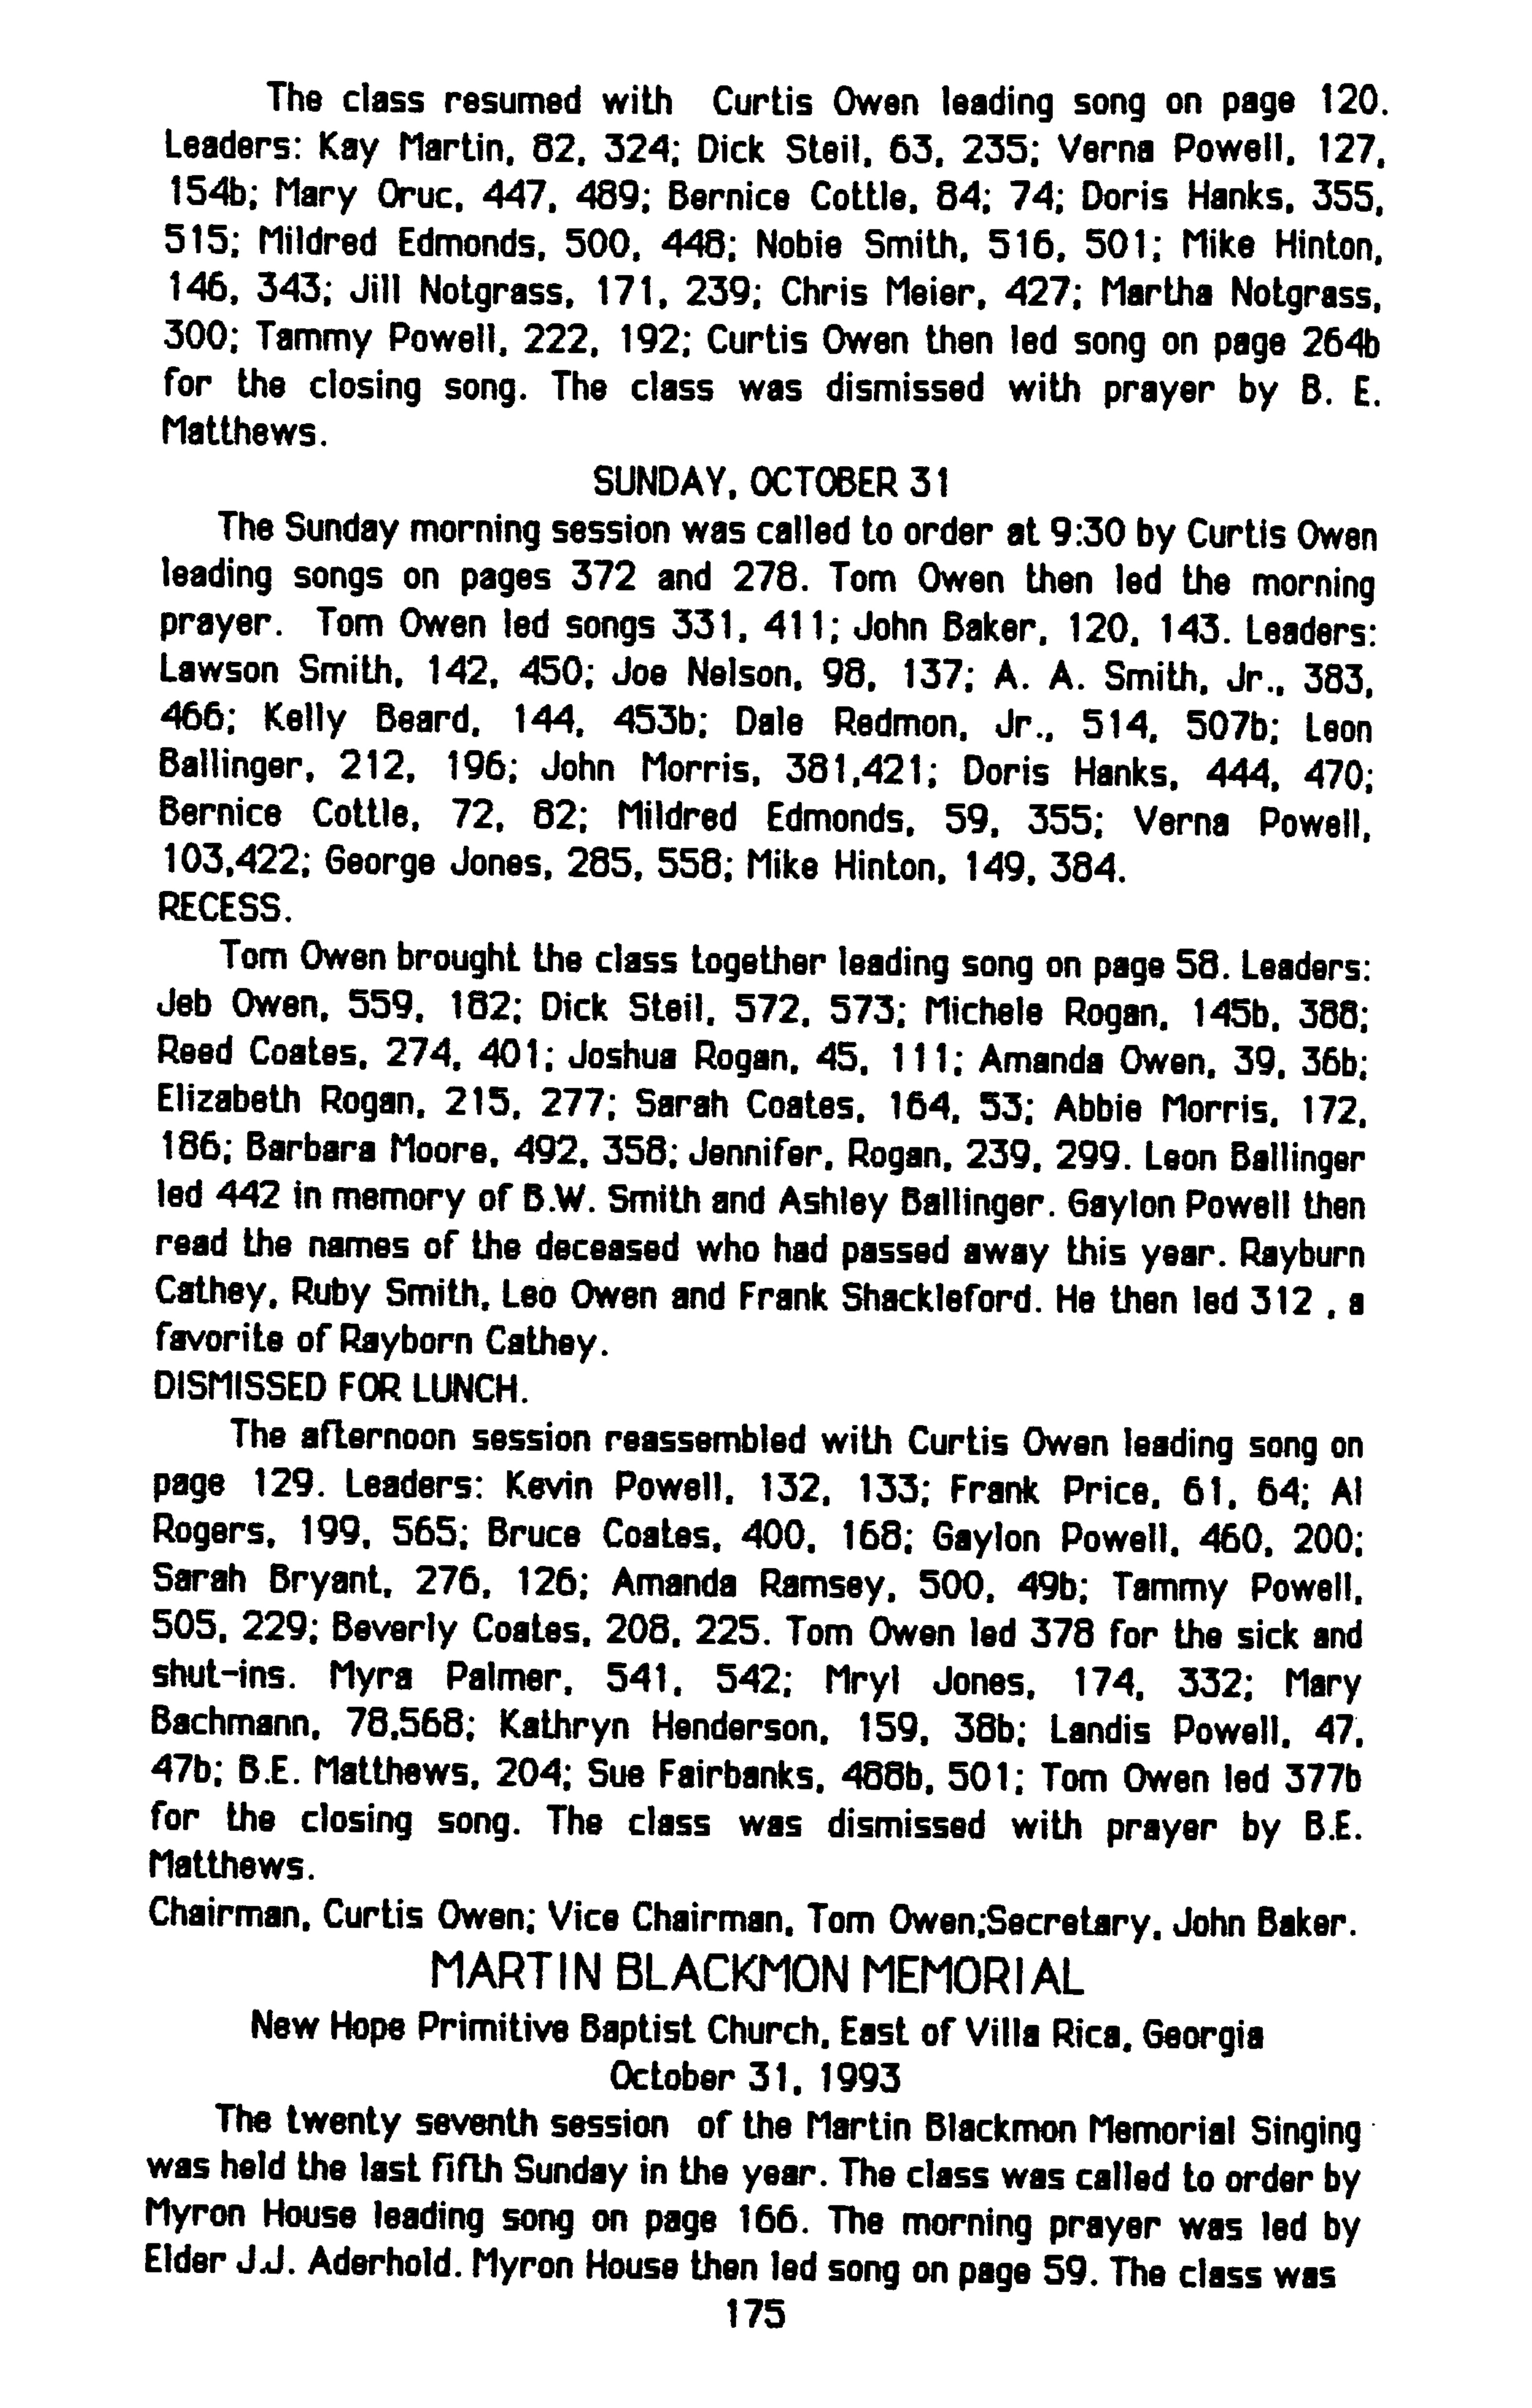 The class resumed with Curtis Owen leading song on page 120.
Leaders: Kay Martin, 82, 324; Dick Steil, 63, 235; Verna Powell, 127,
154b; Mary Oruc, 447, 489; Bernice Cottle, 84; 74; Doris Hanks, 355,
515; Mildred Edmonds, 500, 448; Nobie Smith, 516, 501; Mike Hinton,
146, 343; Jill Notgrass, 171, 239; Chris Meier, 427; Martha Notgrass,
300; Tammy Powell, 222, 192; Curtis Owen then led song on page 264b
for the closing song. The class was dismissed with prayer by B. E.
Matthews.
SUNDAY, OCTOBER 31
The Sunday morning session was called to order at 9:30 by Curtis Owen
leading songs on pages 372 and 278. Tom Owen then led the morning
prayer. Tom Owen led songs 331, 411; John Baker, 120, 143. Leaders:
Lawson Smith, 142, 450; Joe Nelson, 98, 137; A. A. Smith, Jr., 383,
466; Kelly Beard, 144, 453b; Dale Redmon, Jr., 514, 507b; Leon
Ballinger, 212, 196; John Morris, 381,421; Doris Hanks, 444, 470;
Bernice Cottle, 72, 82; Mildred Edmonds, 59, 355; Verna Powell,
103,422; George Jones, 285, 558; Mike Hinton, 149, 384.
RECESS.
Tom Owen brought the class together leading song on page 58. Leaders:
Jeb Owen, 559, 182; Dick Steil, 572, 573; Michele Rogan, 145b, 388;
Reed Coates, 274, 401; Joshua Rogan, 45, 111; Amanda Owen, 39, 36b;
Elizabeth Rogan, 215, 277; Sarah Coates, 164, 53; Abbie Morris, 172,
186; Barbara Moore, 492, 358; Jennifer, Rogan, 239, 299. Leon Ballinger
led 442 in memory of B.W. Smith and Ashley Ballinger. Gaylon Powell then
read the names of the deceased who had passed away this year. Rayburn
Cathey, Ruby Smith, Leo Owen and Frank Shackleford. He then led 312 , a
favorite of Rayborn Cathey.
DISMISSED FOR LUNCH.
The afternoon session reassembled with Curtis Owen leading song on
page 129. Leaders: Kevin Powell, 132, 133; Frank Price, 61, 64; Al
Rogers, 199, 565; Bruce Coates, 400, 168; Gaylon Powell, 460, 200;
Sarah Bryant, 276, 126; Amanda Ramsey, 500, 49b; Tammy Powell,
505, 229; Beverly Coates, 208, 225. Tom Owen led 378 for the sick and
shut-ins. Myra Palmer, 541, 542; Mryl Jones, 174, 332; Mary
Bachmann, 78,568; Kathryn Henderson, 159, 38b; Landis Powell, 47,
47b; B.E. Matthews, 204; Sue Fairbanks, 488b, 501; Tom Owen led 377b
for the closing song. The class was dismissed with prayer by B.E.
Matthews.
Chairman, Curtis Owen; Vice Chairman, Tom Owen;Secretary, John Baker.
MARTIN BLACKMON MEMORIAL
New Hope Primitive Baptist Church, East of Villa Rica, Georgia
October 31, 1993
The twenty seventh session of the Martin Blackmon Memorial Singing
was held the last fifth Sunday in the year. The class was called to order by
Myron House leading song on page 166. The morning prayer was led by
Elder J.J. Aderhold. Myron House then led song on page 59. The class was
175